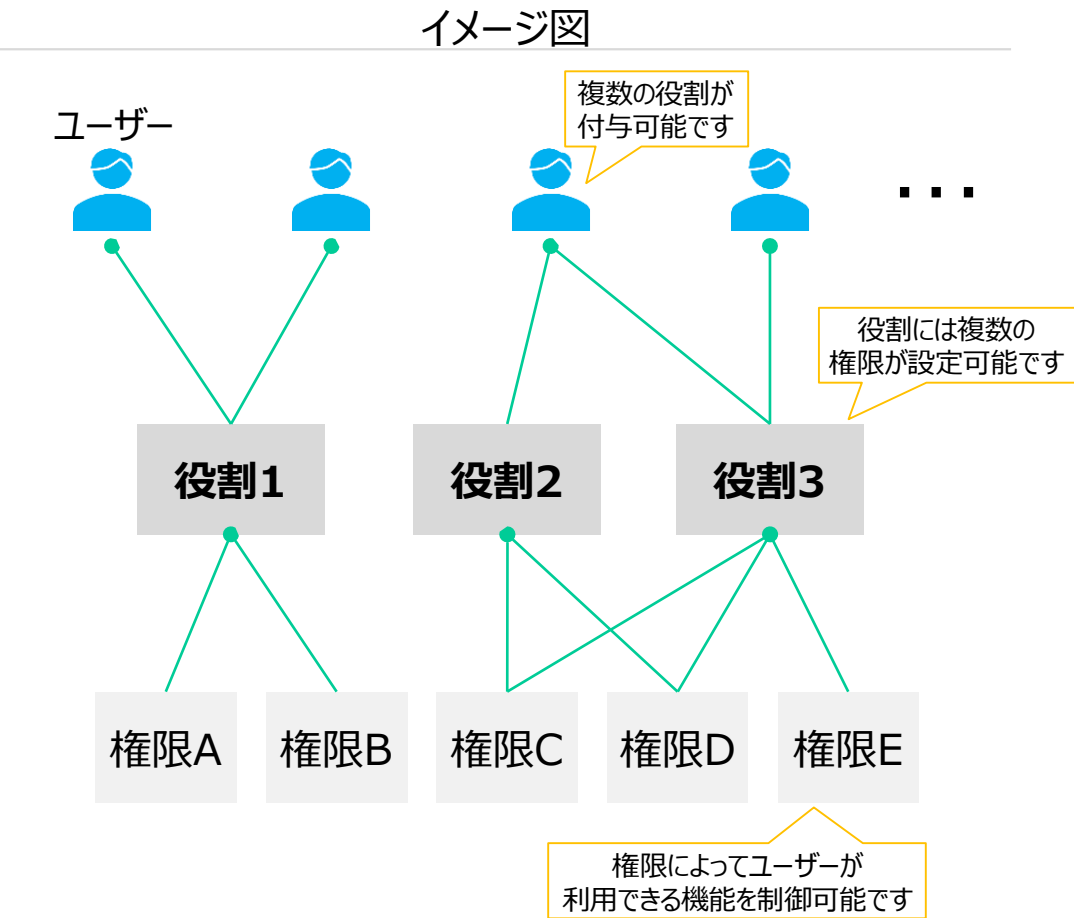 イメージ図
複数の役割が
付与可能です
ユーザー
・・・
役割には複数の
権限が設定可能です
役割1
役割2
役割3
権限A
権限B
権限C
権限D
権限E
権限によってユーザーが
利用できる機能を制御可能です